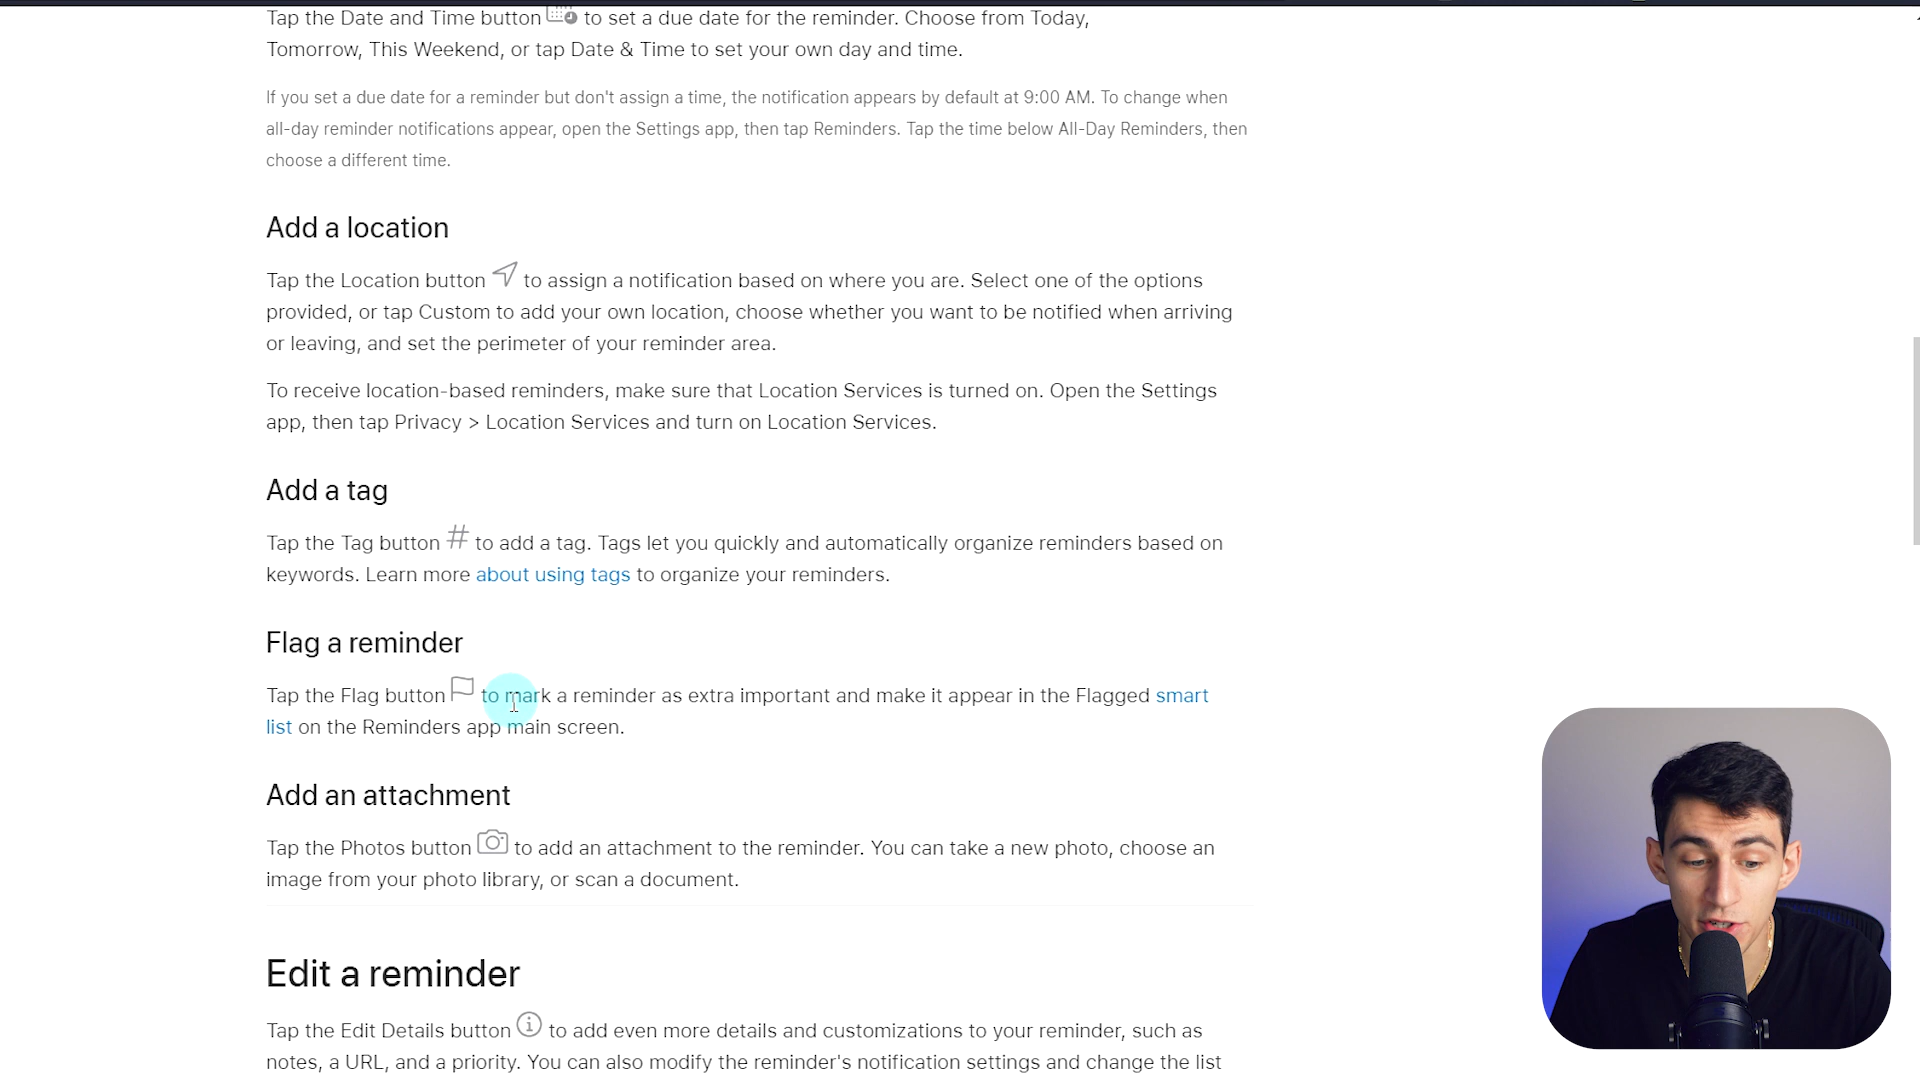 Tap the Date and Time button to set a due date for the reminder. Choose from Today,
Tomorrow, This Weekend, or tap Date & Time to set your own day and time.
If you set a due date for a reminder but don't assign a time, the notification appears by default at 9:00 AM. To change when
all-day reminder notifications appear, open the Settings app, then tap Reminders. Tap the time below All-Day Reminders, then
choose a different time.
Add a location
Tap the Location button to assign a notification based on where you are. Select one of the options
provided, or tap Custom to add your own location, choose whether you want to be notified when arriving
or leaving, and set the perimeter of your reminder area.
To receive location-based reminders, make sure that Location Services is turned on. Open the Settings
app, then tap Privacy > Location Services and turn on Location Services.
Add a tag
Tap the Tag button # to add a tag. Tags let you quickly and automatically organize reminders based on
keywords. Learn more about using tags to organize your reminders.
Flag a reminder
Tap the Flag button to mark a reminder as extra important and make it appear in the Flagged smart
list on the Reminders app main screen.
Add an attachment
Tap the Photos button to add an attachment to the reminder. You can take a new photo, choose an
image from your photo library, or scan a document.
Edit a reminder
Tap the Edit Details button to add even more details and customizations to your reminder, such as
notes, a URL, and a priority. You can also modify the reminder's notification settings and change the list